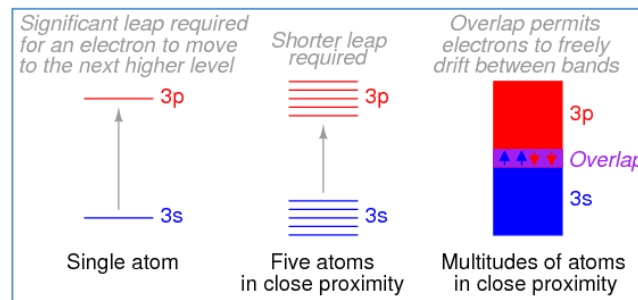 Significant leap required
for an electron to move
to the next higher level
3p
3s
Single atom
Shorter leap
required
3p
3s
Five atoms
in close proximity
Overlap permits
electrons to freely
drift between bands
3p
Overlap
3s
Multitudes of atoms
in close proximity